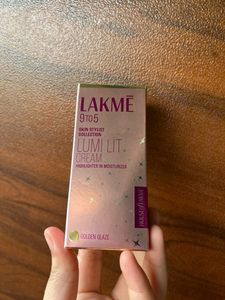 LAKMĒ
9TO5
SKIN STYLIST
COLLECTION
LUMI LIT
CREAM
HIGHLIGHTER IN MOISTURIZER
GOLDEN GLAZE